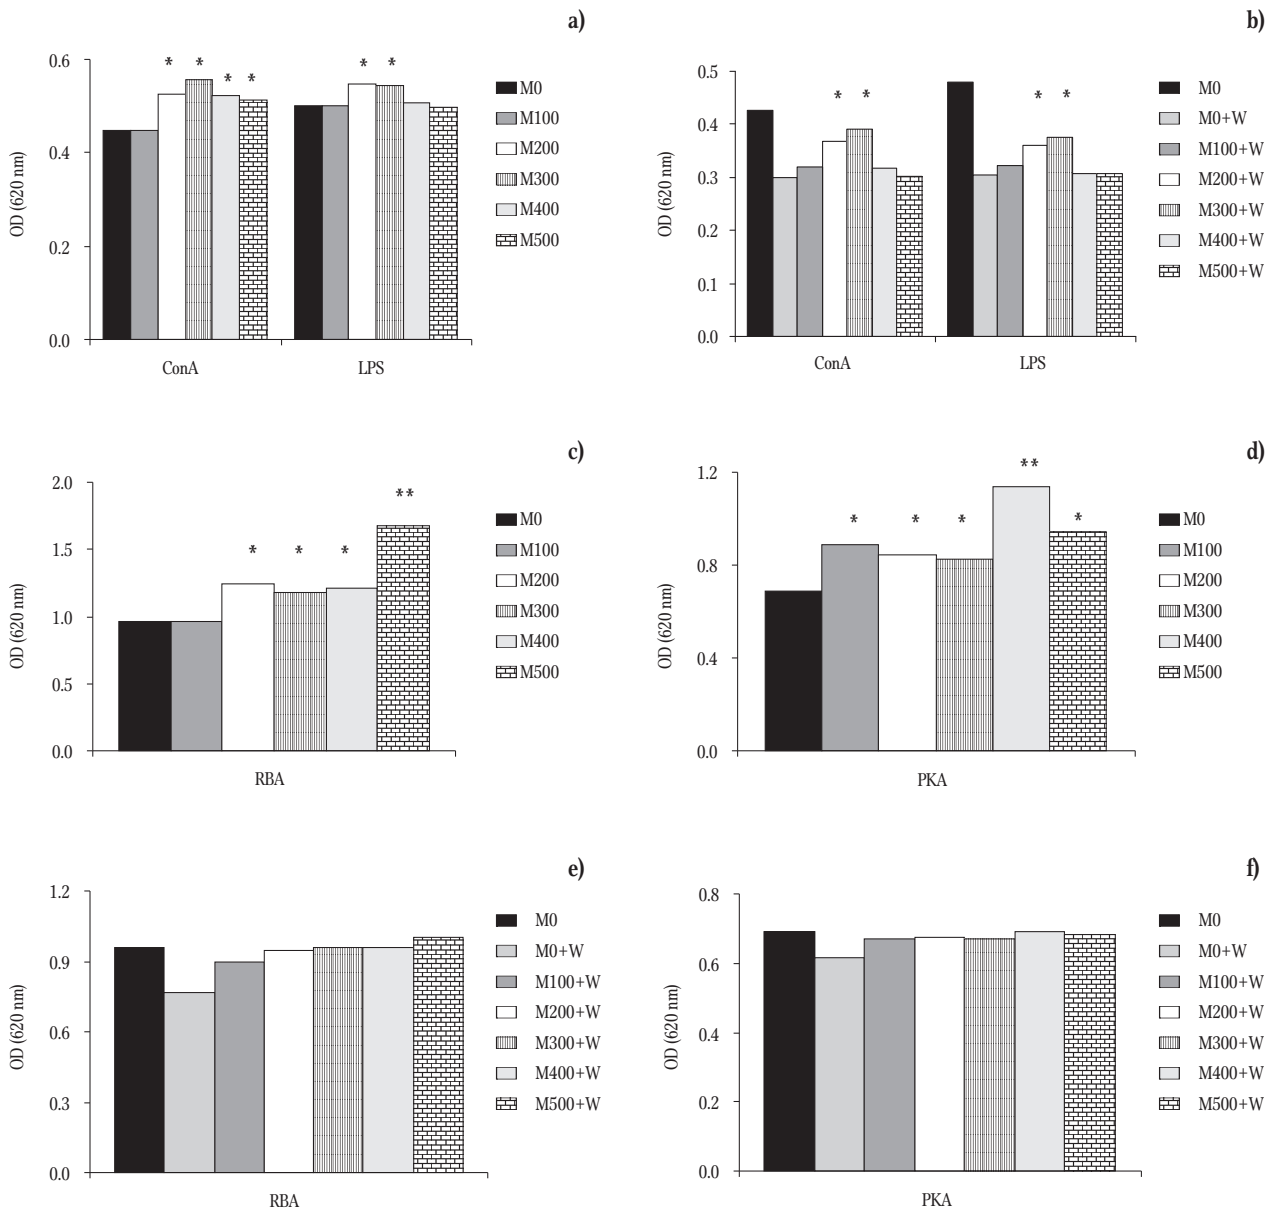 a)
0.6
0.4
0.2
0.0
OD (620 nm)
* * * *
* *
ConA
LPS
M0
M100
M200
M300
M400
M500
b)
0.5
0.4
0.3
0.2
0.1
0.0
OD (620 nm)
* *
* *
ConA
LPS
M0
M0+W
M100+W
M200+W
M300+W
M400+W
M500+W
c)
2.0
1.5
1.0
0.5
0.0
OD (620 nm)
* * * **
RBA
M0
M100
M200
M300
M400
M500
d)
1.2
0.8
0.4
0.0
OD (620 nm)
* * * ** *
PKA
M0
M100
M200
M300
M400
M500
e)
1.2
0.9
0.6
0.3
0.0
OD (620 nm)
RBA
M0
M0+W
M100+W
M200+W
M300+W
M400+W
M500+W
f)
0.8
0.6
0.4
0.2
0.0
OD (620 nm)
PKA
M0
M0+W
M100+W
M200+W
M300+W
M400+W
M500+W